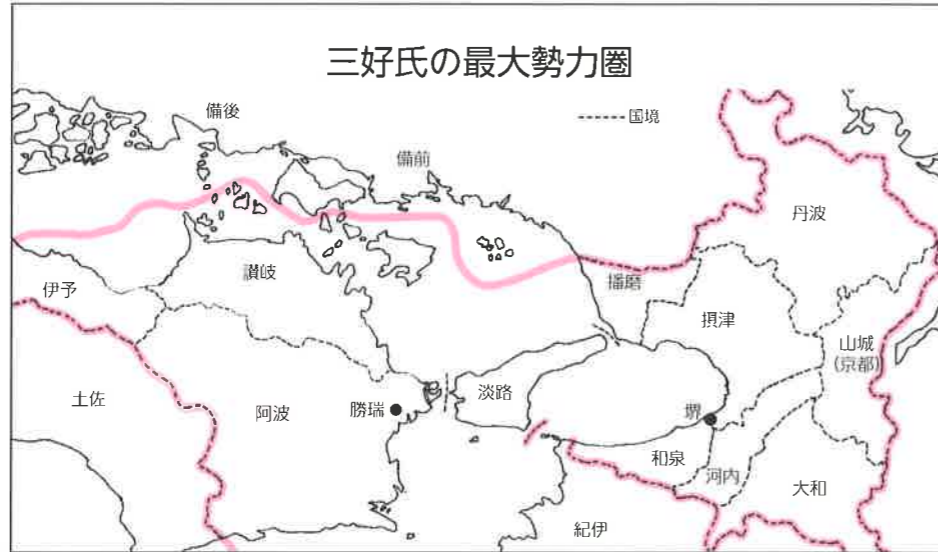 三好氏の最大勢力圏
国境
備後
備前
丹波
讃岐
播磨
伊予
摂津
山城
(京都)
土佐
阿波
勝瑞
淡路
堺
和泉
河内
大和
紀伊